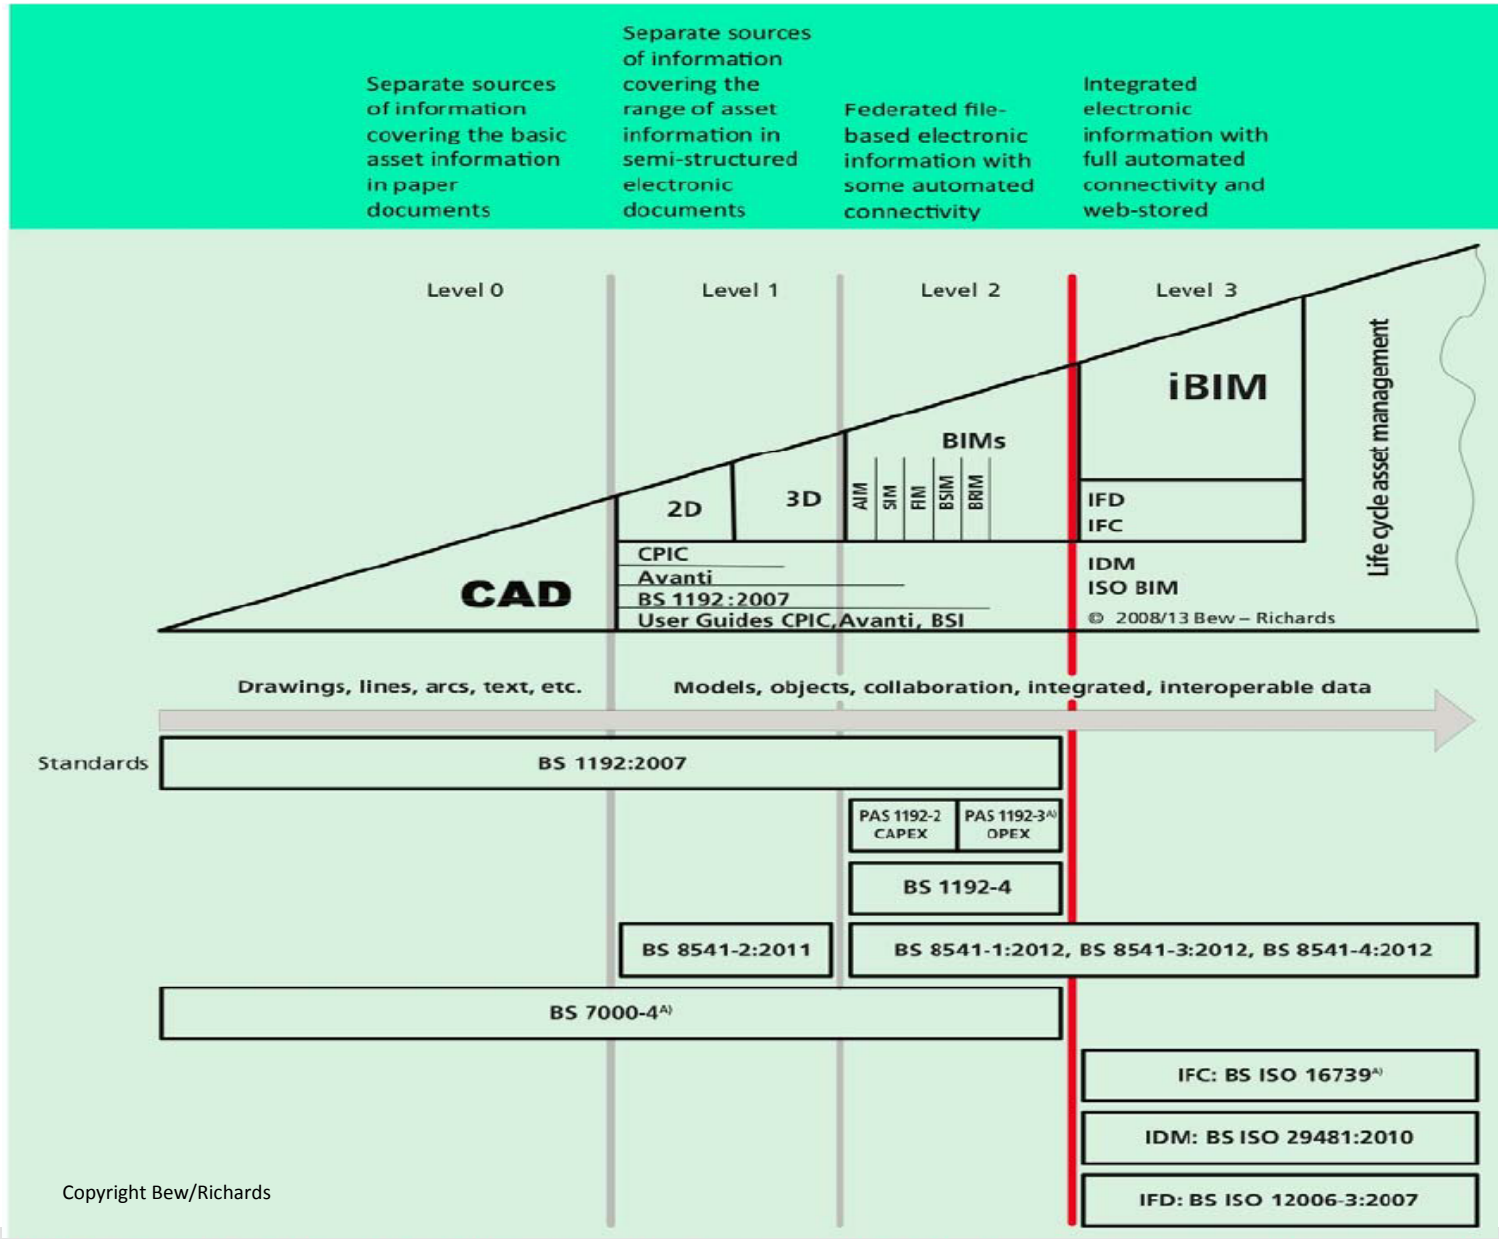 Separate sources
of information
covering the basic
asset information
in paper
documents
Separate sources
of information
covering the
range of asset
information in
semi-structured
electronic
documents
Federated file-
based electronic
information with
some automated
connectivity
Integrated
electronic
information with
full automated
connectivity and
web-stored
Level 0
Level 1
Level 2
Level 3
iBIM
BIMs
2D
3D
AIM
SIM
FIM
BSIM
BRIM
IFD
IFC
Life cycle asset management
CAD
CPIC
Avanti
BS 1192:2007
User Guides CPIC,Avanti, BSI
IDM
ISO BIM
© 2008/13 Bew – Richards
Drawings, lines, arcs, text, etc.
Models, objects, collaboration, integrated, interoperable data
Standards
BS 1192:2007
PAS 1192-2
CAPEX
PAS 1192-3A)
OPEX
BS 1192-4
BS 8541-2:2011
BS 8541-1:2012, BS 8541-3:2012, BS 8541-4:2012
BS 7000-4A)
IFC: BS ISO 16739A)
IDM: BS ISO 29481:2010
IFD: BS ISO 12006-3:2007
Copyright Bew/Richards